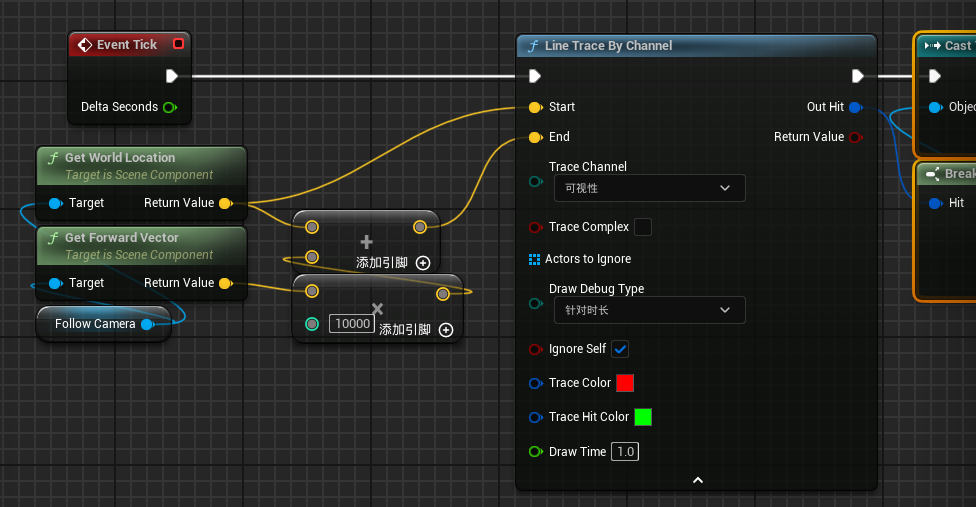 Event Tick
Delta Seconds
Get World Location
Target is Scene Component
Target
Return Value
Get Forward Vector
Target is Scene Component
Target
Return Value
Follow Camera
添加引脚
10000
添加引脚
Line Trace By Channel
Start
Out Hit
End
Return Value
Trace Channel
可视性
Trace Complex
Actors to Ignore
Draw Debug Type
针对时长
Ignore Self
Trace Color
Trace Hit Color
Draw Time
1.0
Cast
Objec
Break
Hit